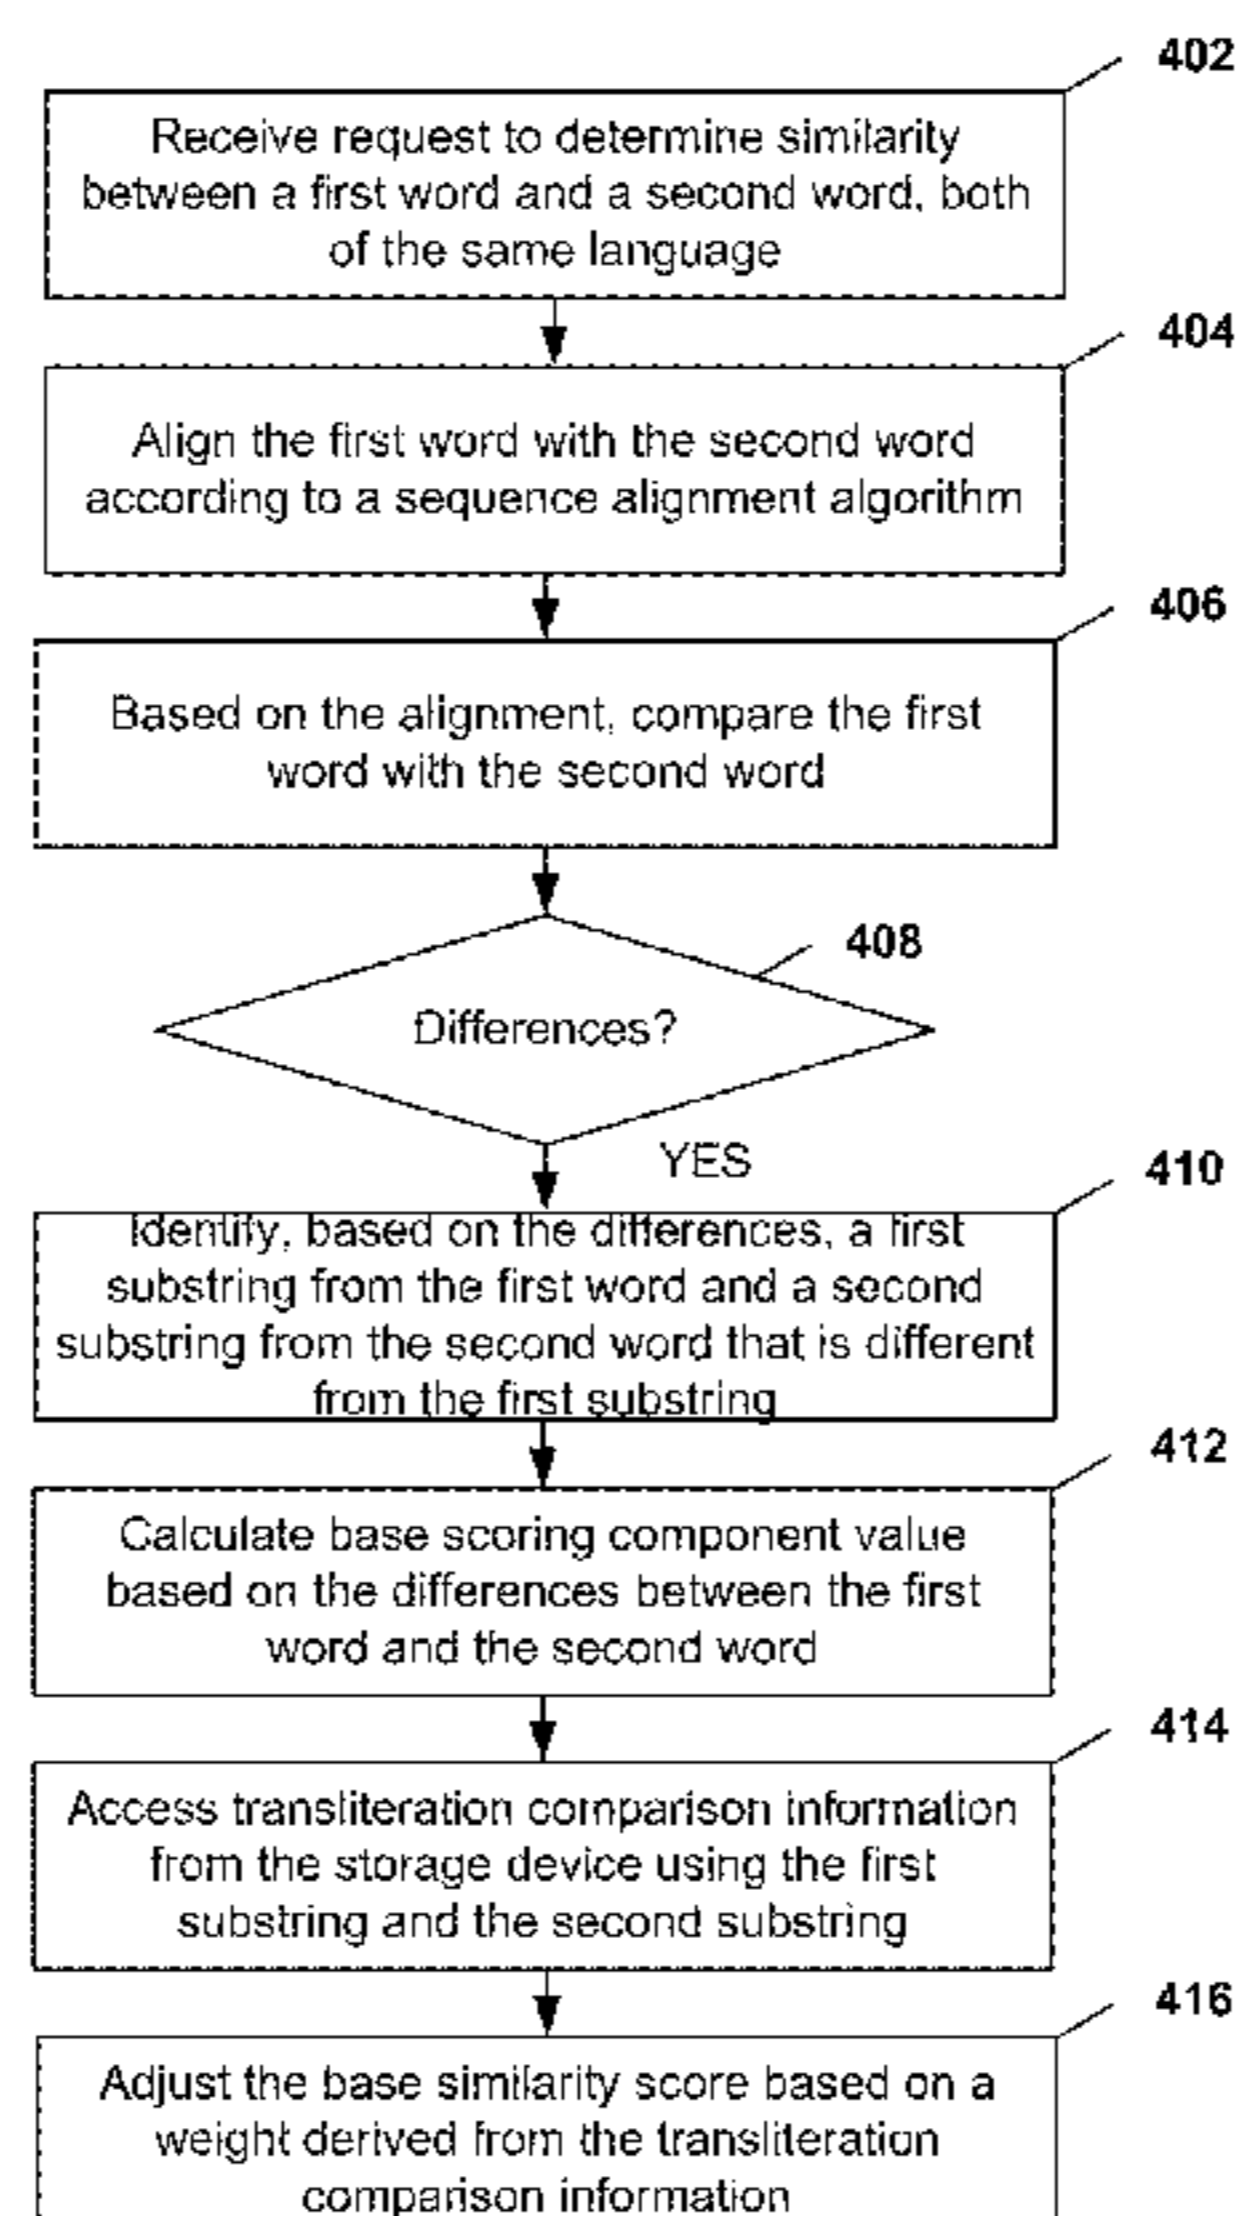 402
Receive request to determine similarity
between a first word and a second word, both
of the same language
404
Align the first word with the second word
according to a sequence alignment algorithm
406
Based on the alignment, compare the first
word with the second word
408
Differences?
YES
410
Identify, based on the differences, a first
substring from the first word and a second
substring from the second word that is different
from the first substring
412
Calculate base scoring component value
based on the differences between the first
word and the second word
414
Access transliteration comparison information
from the storage device using the first
substring and the second substring
416
Adjust the base similarity score based on a
weight derived from the transliteration
comparison information